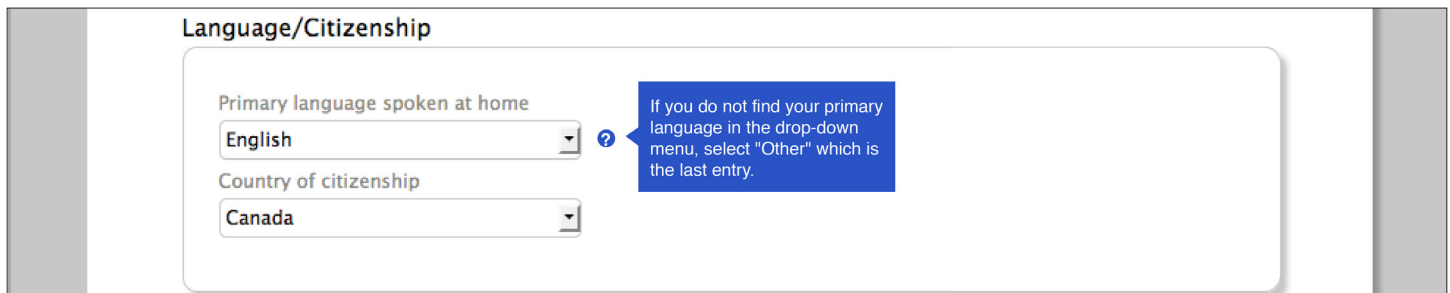 Language/Citizenship
Primary language spoken at home
English
?
If you do not find your primary
language in the drop-down
menu, select "Other" which is
the last entry.
Country of citizenship
Canada